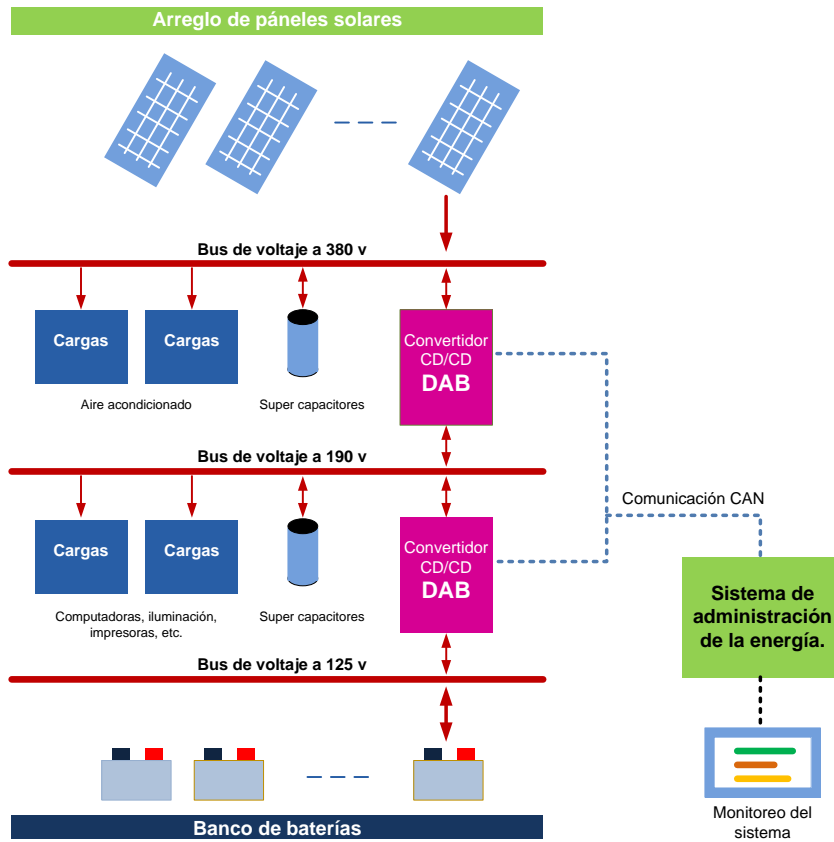 Arreglo de páneles solares
Bus de voltaje a 380 v
Cargas
Cargas
Convertidor
CD/CD
DAB
Aire acondicionado
Super capacitores
Bus de voltaje a 190 v
Comunicación CAN
Cargas
Cargas
Convertidor
CD/CD
DAB
Computadoras, iluminación,
impresoras, etc.
Super capacitores
Sistema de
administración
de la energía.
Bus de voltaje a 125 v
Banco de baterías
Monitoreo del
sistema